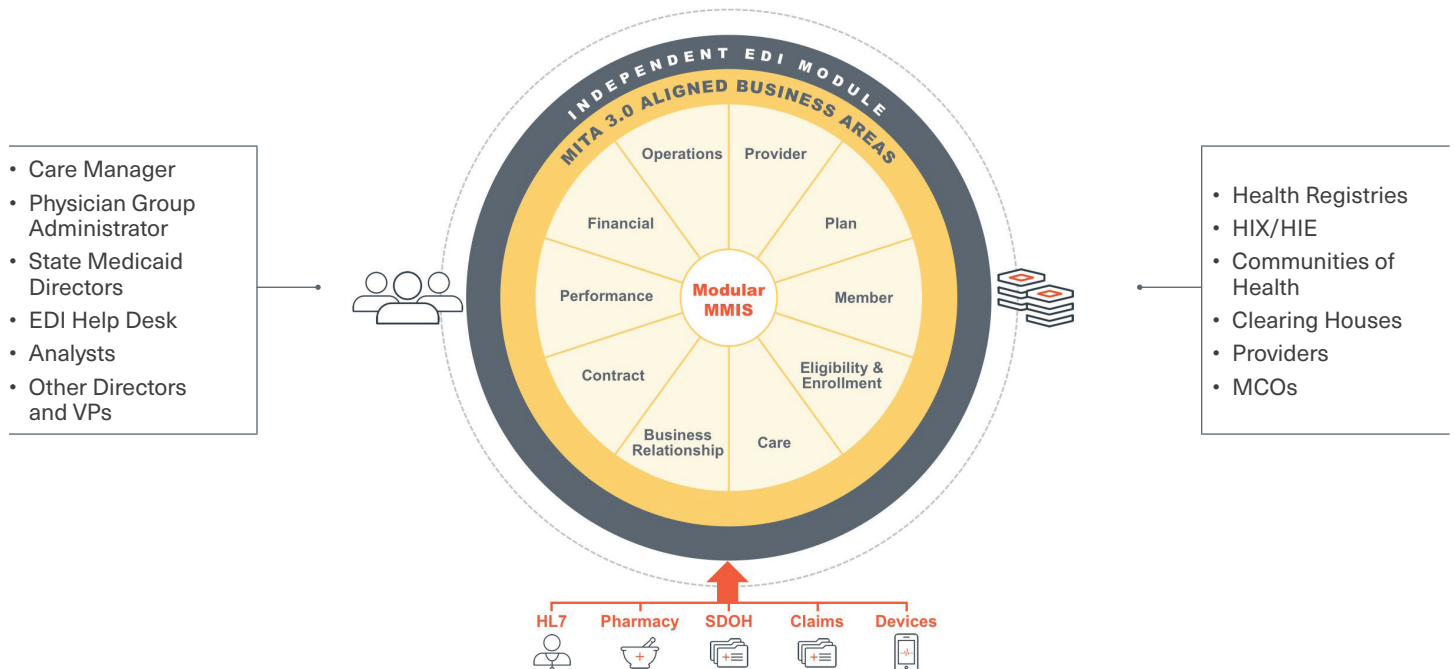 INDEPENDENT EDI MODULE
MITA 3.0 ALIGNED BUSINESS AREAS
• Care Manager
• Physician Group
Administrator
• State Medicaid
Directors
• EDI Help Desk
• Analysts
• Other Directors
and VPs
Operations
Provider
Financial
Plan
Performance
Modular
MMIS
Member
Contract
Eligibility &
Enrollment
Business
Relationship
Care
• Health Registries
• HIX/HIE
• Communities of
Health
• Clearing Houses
• Providers
• MCOs
HL7
Pharmacy
SDOH
Claims
Devices